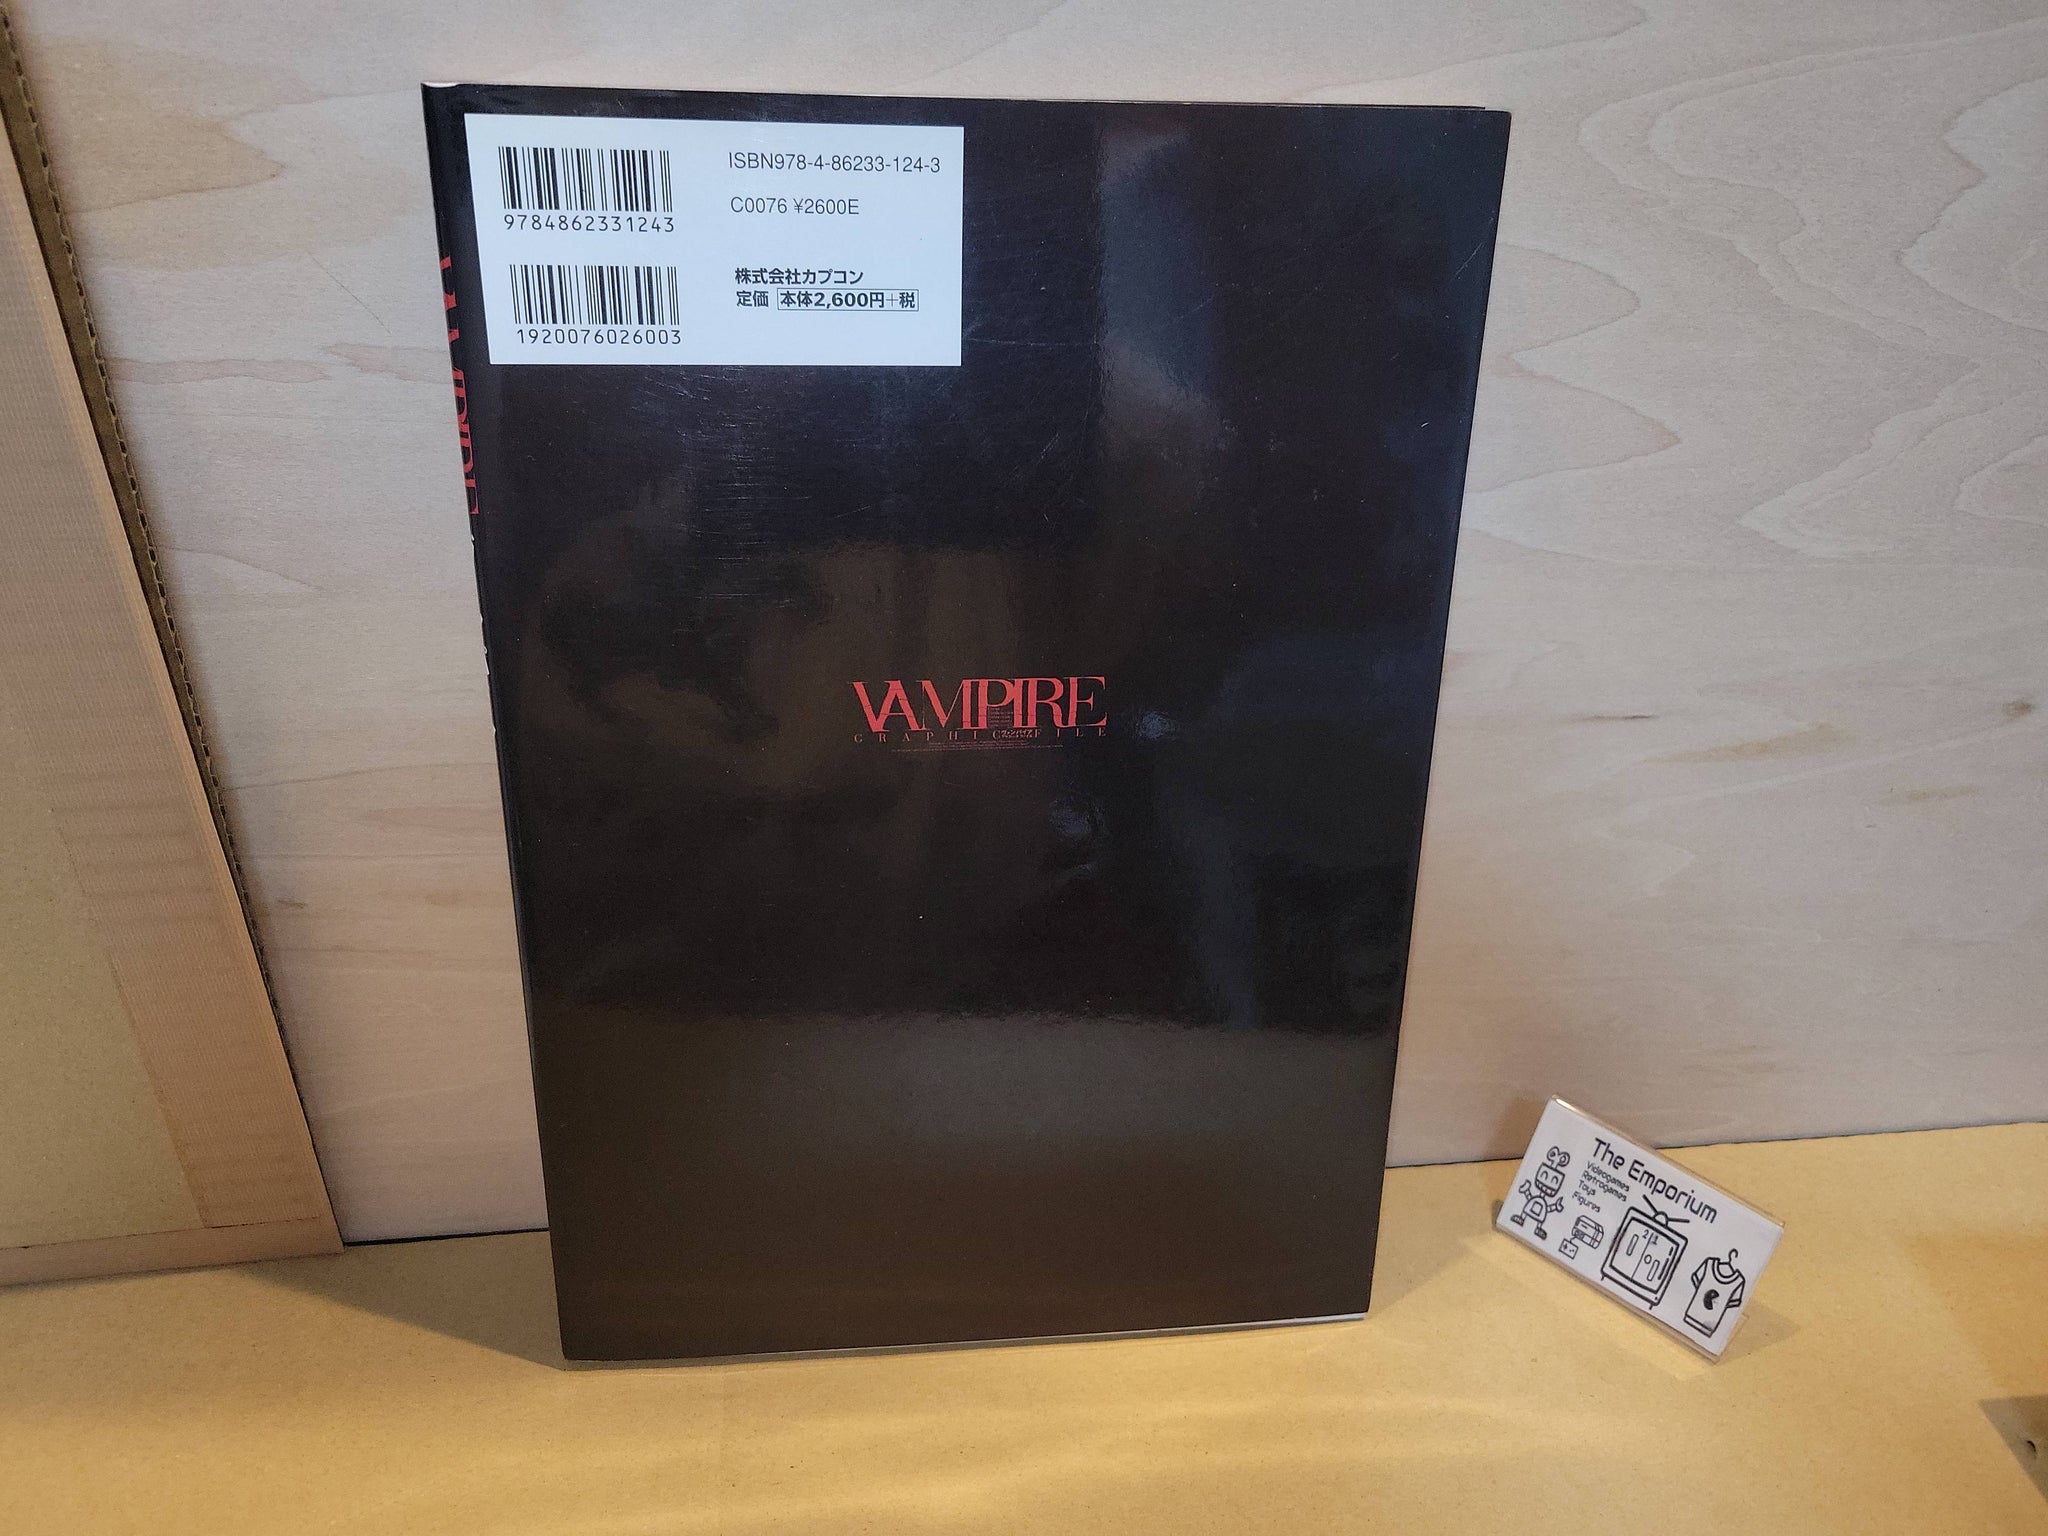 ISBN978-4-86233-124-3
C0076 ¥2600E
9784862331243
株式会社カプコン
定価 本体2,600円+税
1920076026003
VAMPIRE
VAMPIRE
GRAPHIC FILE
The Emporium
Videogames
Retrogames
Toys
Figures